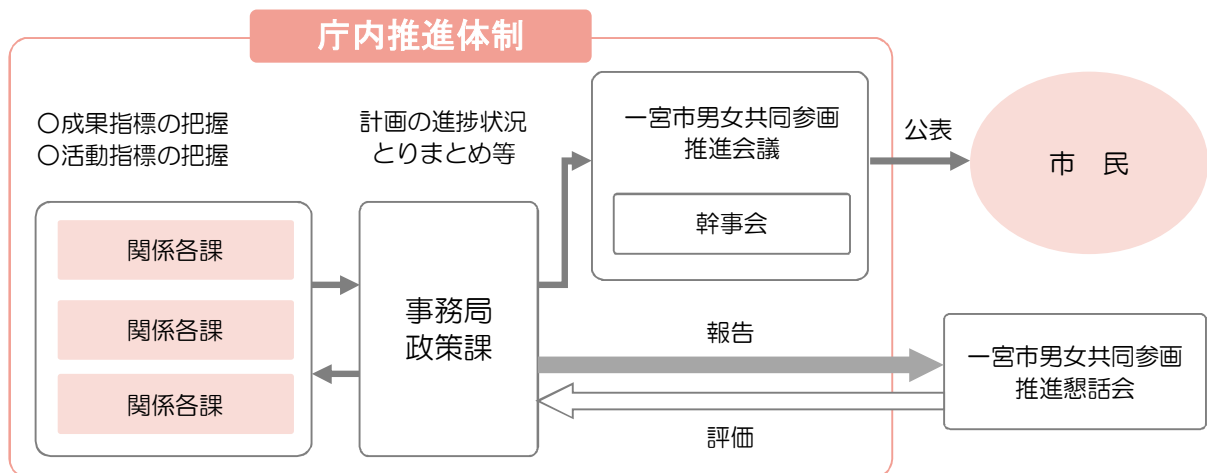 庁内推進体制
〇成果指標の把握
〇活動指標の把握
計画の進捗状況
とりまとめ等
一宮市男女共同参画
推進会議
幹事会
公表
市　民
関係各課
関係各課
関係各課
事務局
政策課
報告
評価
一宮市男女共同参画
推進懇話会